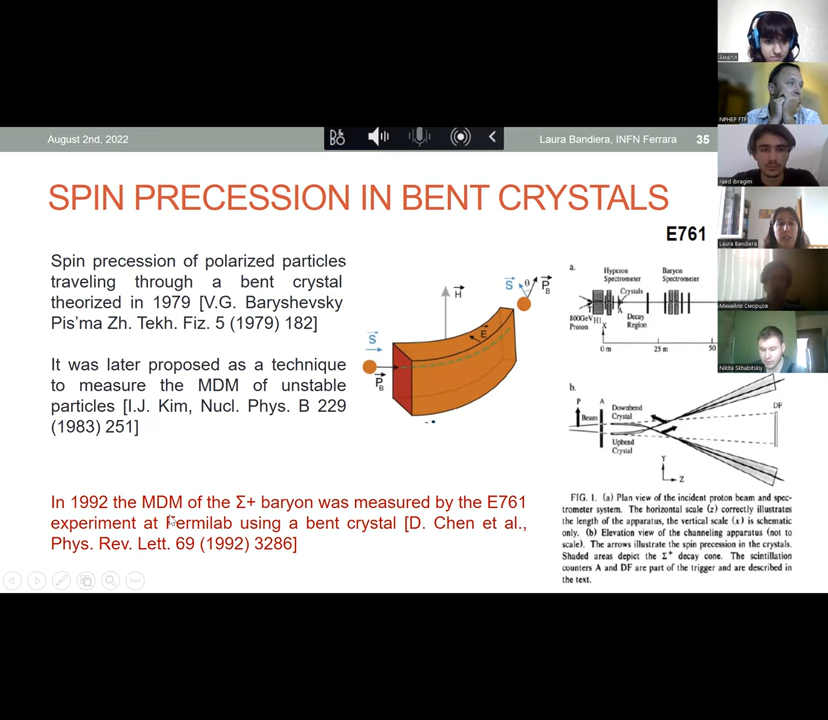 August 2nd, 2022
Laura Bandiera, INFN Ferrara 35
SPIN PRECESSION IN BENT CRYSTALS
E761
Spin precession of polarized particles
traveling through a bent crystal
theorized in 1979 [V.G. Baryshevsky
Pis'ma Zh. Tekh. Fiz. 5 (1979) 182]
It was later proposed as a technique
to measure the MDM of unstable
particles [I.J. Kim, Nucl. Phys. B 229
(1983) 251]
In 1992 the MDM of the Σ+ baryon was measured by the E761
experiment at Fermilab using a bent crystal [D. Chen et al.,
Phys. Rev. Lett. 69 (1992) 3286]
S
P B
H
E
S θ P B
a.
Hyperon
Spectrometer
Baryon
Spectrometer
Crystals
800GeV H1
Proton
X
Decay
Region
0 m 25 m 50
b.
P A
Downbend
Crystal
DF
Beam
Upbend
Crystal
Y
Z
FIG. 1. (a) Plan view of the incident proton beam and spec-
trometer system. The horizontal scale (z) correctly illustrates
the length of the apparatus, the vertical scale (x) is schematic
only. (b) Elevation view of the channeling apparatus (not to
scale). The arrows illustrate the spin precession in the crystals.
Shaded areas depict the Σ+ decay cone. The scintillation
counters A and DF are part of the trigger and are described in
the text.
NPHEP FTF
raed ibragim
Laura Bandiera
Михайло Сморцов
Nikita Skhabitskiy